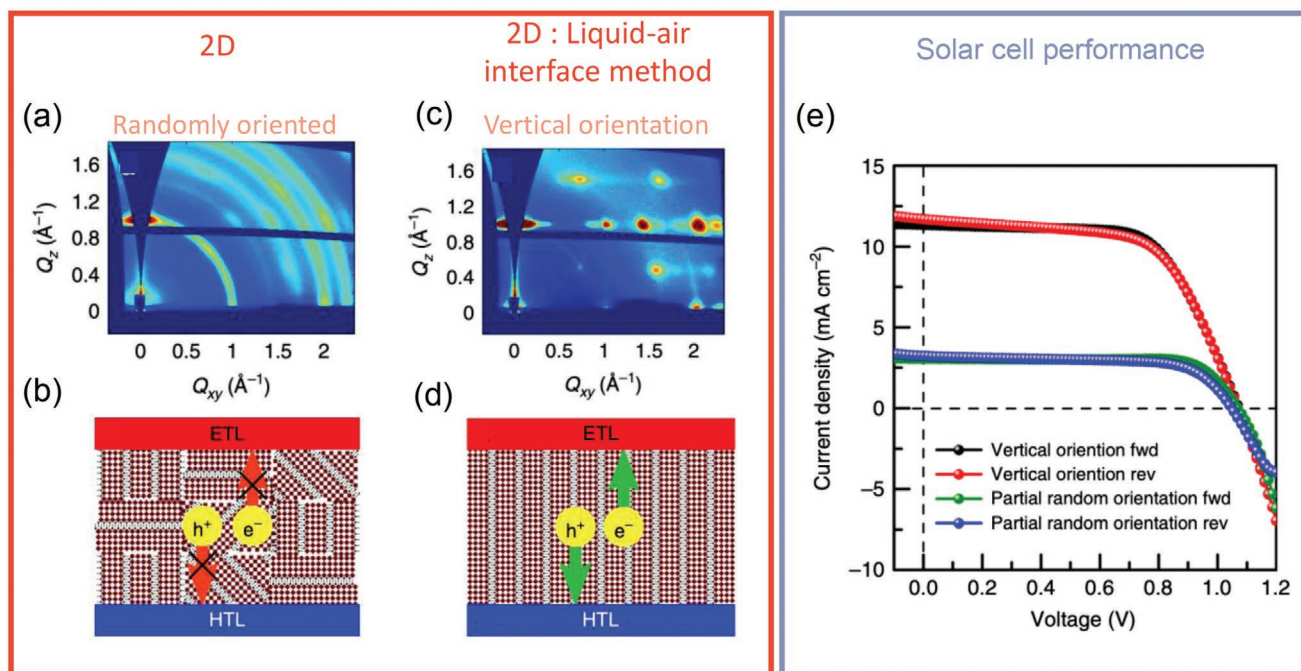 2D
2D : Liquid-air
interface method
Solar cell performance
(a)
Randomly oriented
(c)
Vertical orientation
(e)
1.6
1.2
0.8
0.4
0
Qz (Å⁻¹)
0 0.5 1 1.5 2
Qxy (Å⁻¹)
1.6
1.2
0.8
0.4
0
Qz (Å⁻¹)
0 0.5 1 1.5 2
Qxy (Å⁻¹)
(b)
ETL
h⁺ e⁻
HTL
(d)
ETL
h⁺ e⁻
HTL
15
10
5
0
–5
–10
Current density (mA cm⁻²)
Vertical oriention fwd
Vertical oriention rev
Partial random orientation fwd
Partial random orientation rev
0.0 0.2 0.4 0.6 0.8 1.0 1.2
Voltage (V)